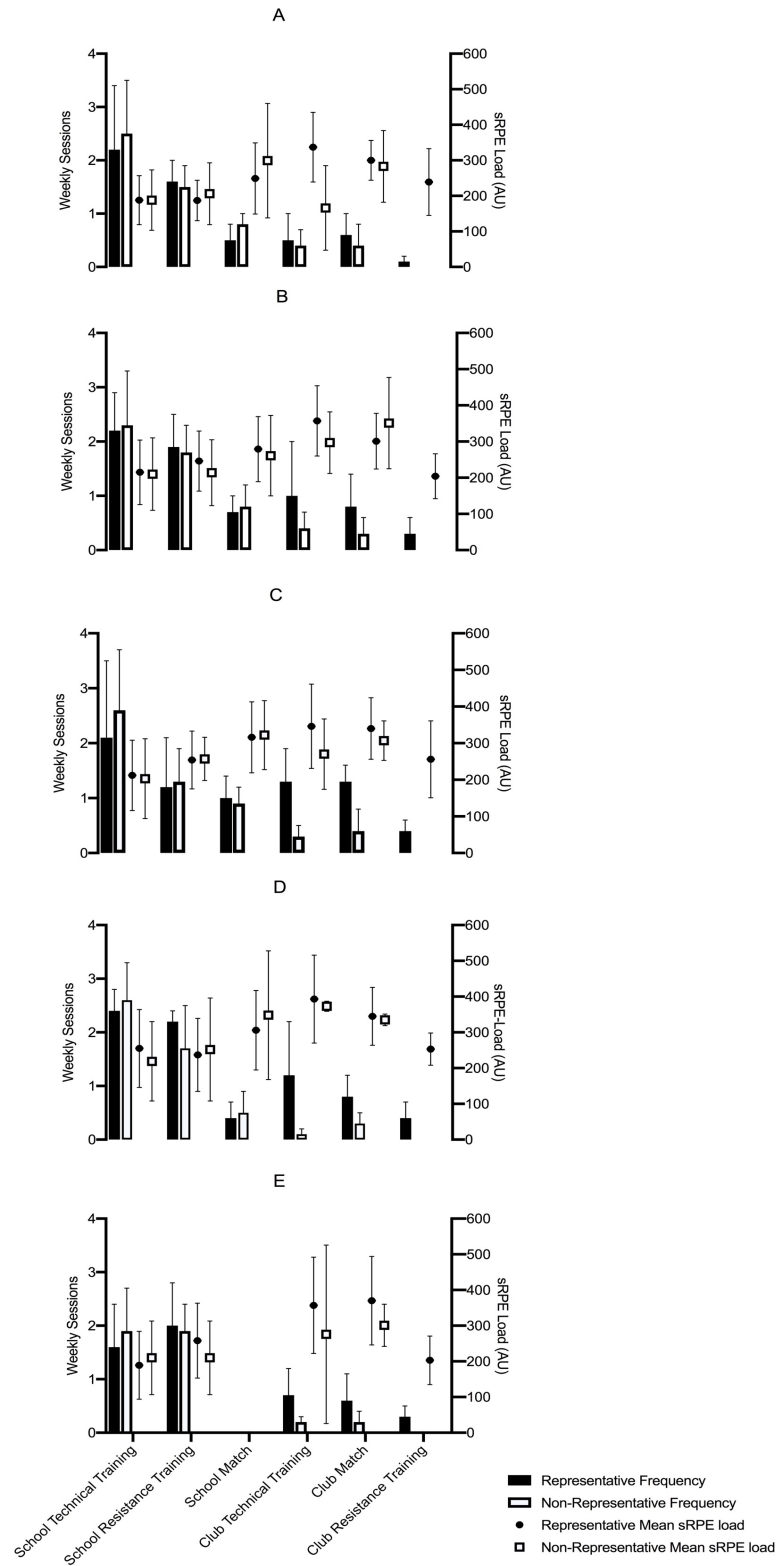 A
4
3
2
1
0
Weekly Sessions
600
500
400
300
200
100
0
sRPE Load (AU)
B
4
3
2
1
0
Weekly Sessions
600
500
400
300
200
100
0
sRPE Load (AU)
C
4
3
2
1
0
Weekly Sessions
600
500
400
300
200
100
0
sRPE Load (AU)
D
4
3
2
1
0
Weekly Sessions
600
500
400
300
200
100
0
sRPE-Load (AU)
E
4
3
2
1
0
Weekly Sessions
600
500
400
300
200
100
0
sRPE Load (AU)
School Technical Training
School Resistance Training
School Match
Club Technical Training
Club Match
Club Resistance Training
Representative Frequency
Non-Representative Frequency
Representative Mean sRPE load
Non-Representative Mean sRPE load